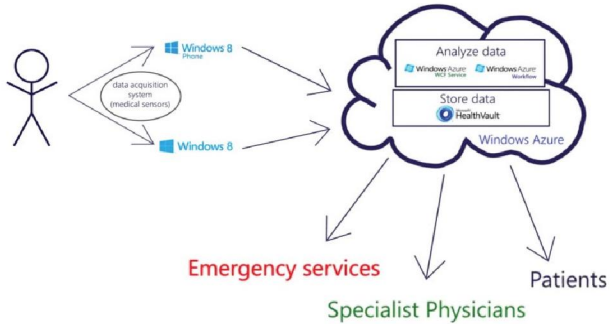 Windows 8
Phone
data acquisition
system
(medical sensors)
Windows 8
Analyze data
Windows Azure
WCF Service
Windows Azure
Workflow
Store data
Microsoft
HealthVault
Windows Azure
Emergency services
Specialist Physicians
Patients